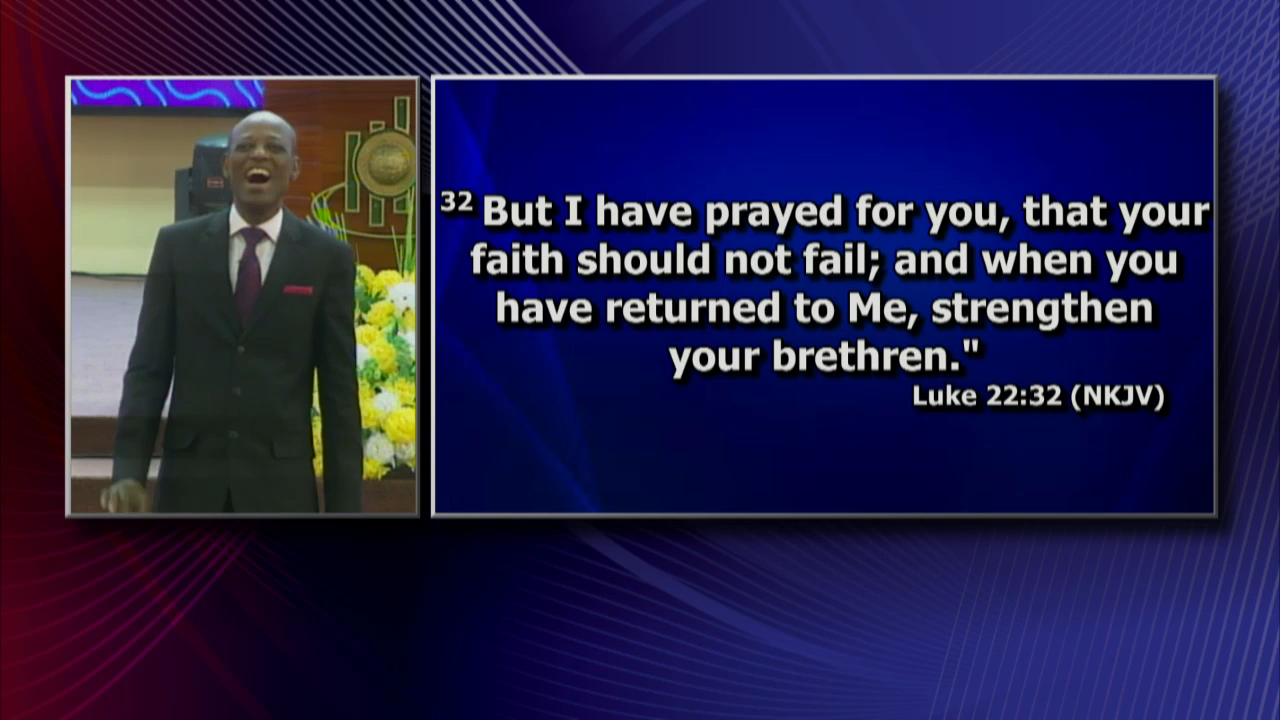 32 But I have prayed for you, that your
faith should not fail; and when you
have returned to Me, strengthen
your brethren."
Luke 22:32 (NKJV)